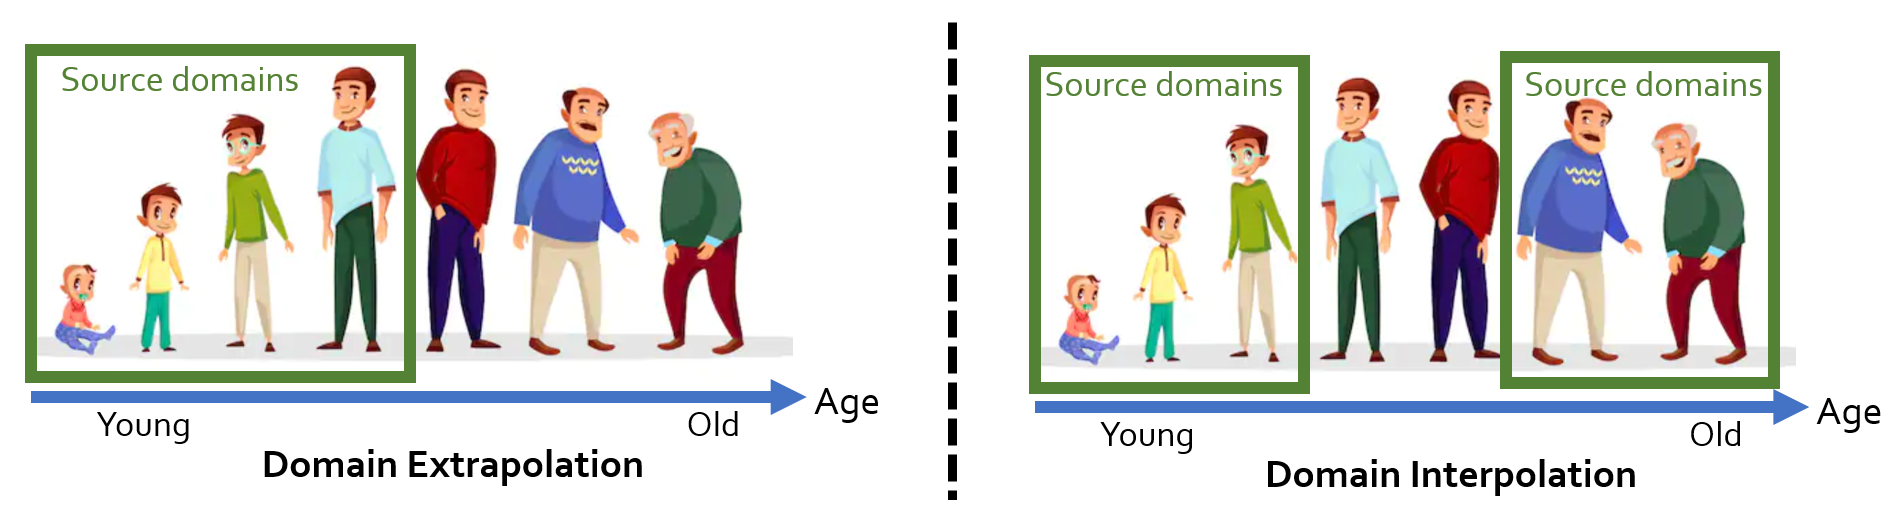 Source domains
Age
Young
Old
Domain Extrapolation
Source domains
Source domains
Age
Young
Old
Domain Interpolation